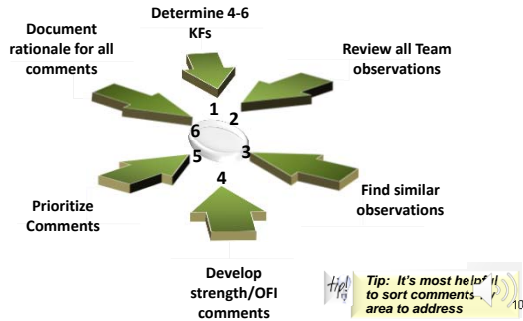 Determine 4-6
KFs
Document
rationale for all
comments
Review all Team
observations
1
2
3
4
5
6
Prioritize
Comments
Find similar
observations
Develop
strength/OFI
comments
tip!
Tip: It's most helpful
to sort comments
area to address
10